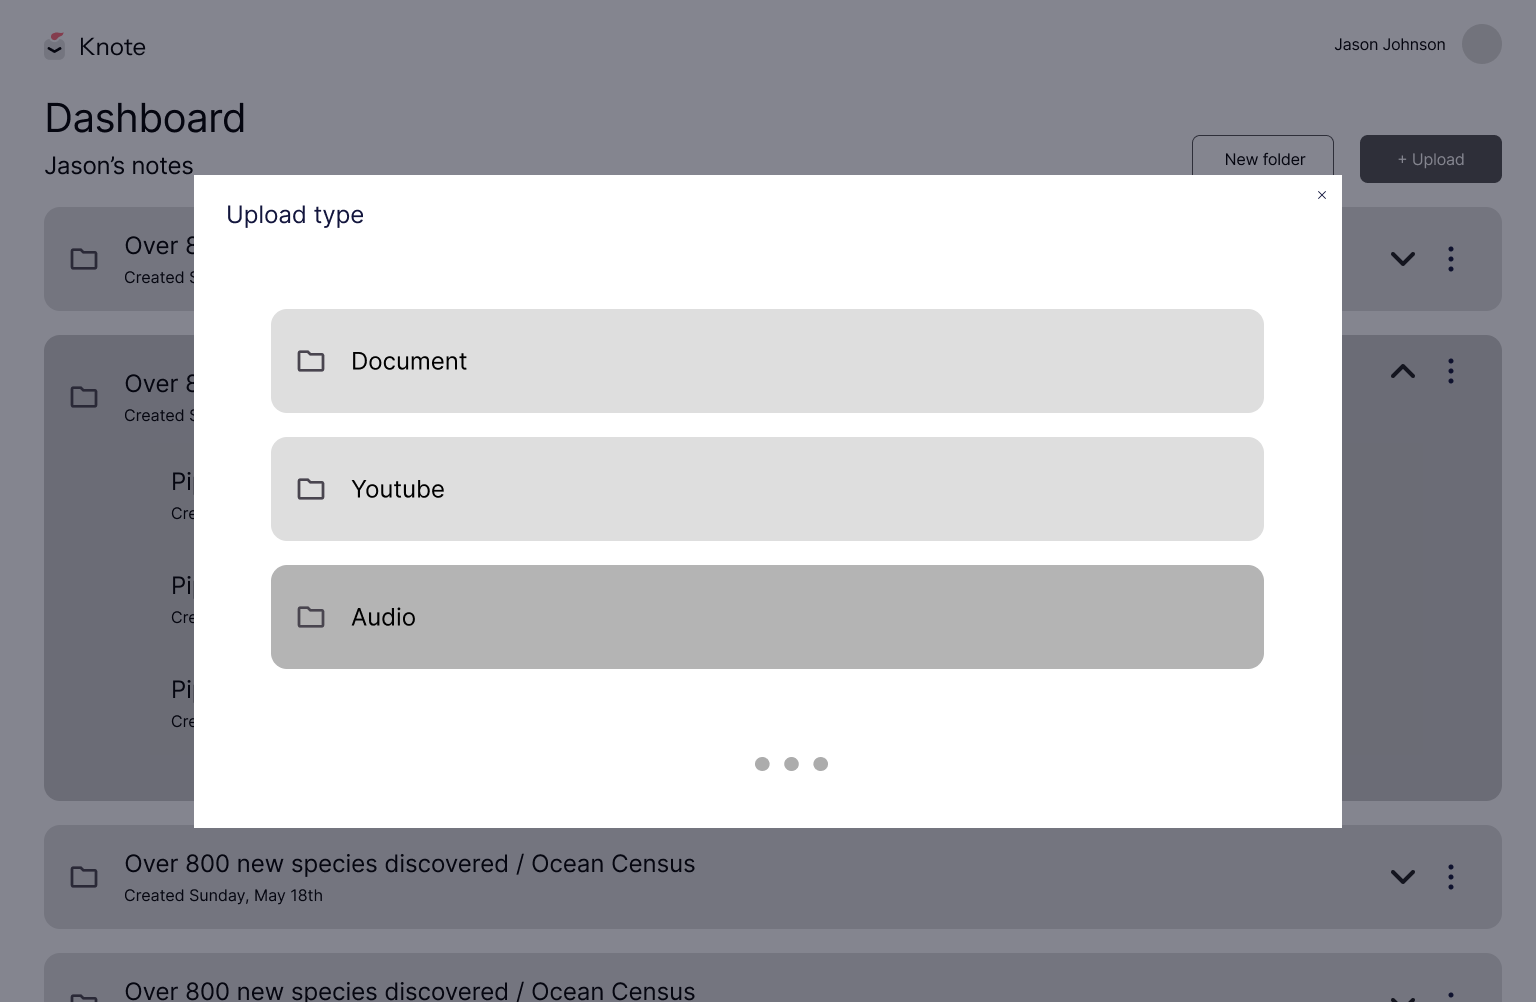 Knote
Jason Johnson
Dashboard
Jason’s notes
New folder
+ Upload
Upload type
×
Over 8
Created S
Document
Over 8
Created S
Youtube
Pi
Cre
Pi
Cre
Audio
Pi
Cre
Over 800 new species discovered / Ocean Census
Created Sunday, May 18th
Over 800 new species discovered / Ocean Census